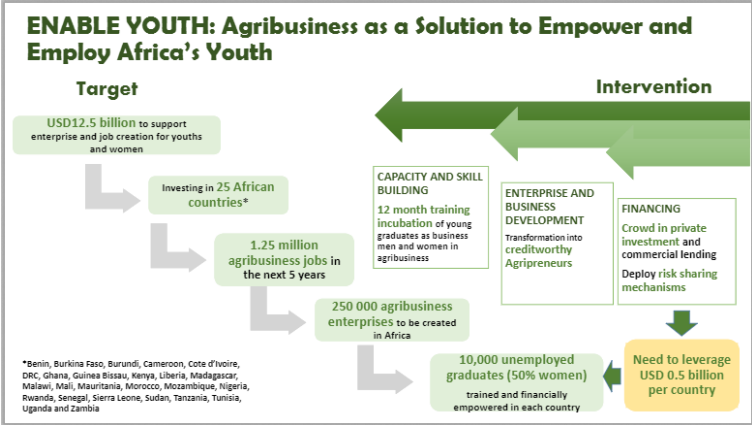 ENABLE YOUTH: Agribusiness as a Solution to Empower and
Employ Africa's Youth
Target
USD12.5 billion to support
enterprise and job creation for youths
and women
Investing in 25 African
countries*
1.25 million
agribusiness jobs in
the next 5 years
250 000 agribusiness
enterprises to be created
in Africa
10,000 unemployed
graduates (50% women)
trained and financially
empowered in each country
Intervention
CAPACITY AND SKILL
BUILDING
12 month training
incubation of young
graduates as business
men and women in
agribusiness
ENTERPRISE AND
BUSINESS
DEVELOPMENT
Transformation into
creditworthy
Agripreneurs
FINANCING
Crowd in private
investment and
commercial lending
Deploy risk sharing
mechanisms
Need to leverage
USD 0.5 billion
per country
*Benin, Burkina Faso, Burundi, Cameroon, Cote d'Ivoire,
DRC, Ghana, Guinea Bissau, Kenya, Liberia, Madagascar,
Malawi, Mali, Mauritania, Morocco, Mozambique, Nigeria,
Rwanda, Senegal, Sierra Leone, Sudan, Tanzania, Tunisia,
Uganda and Zambia